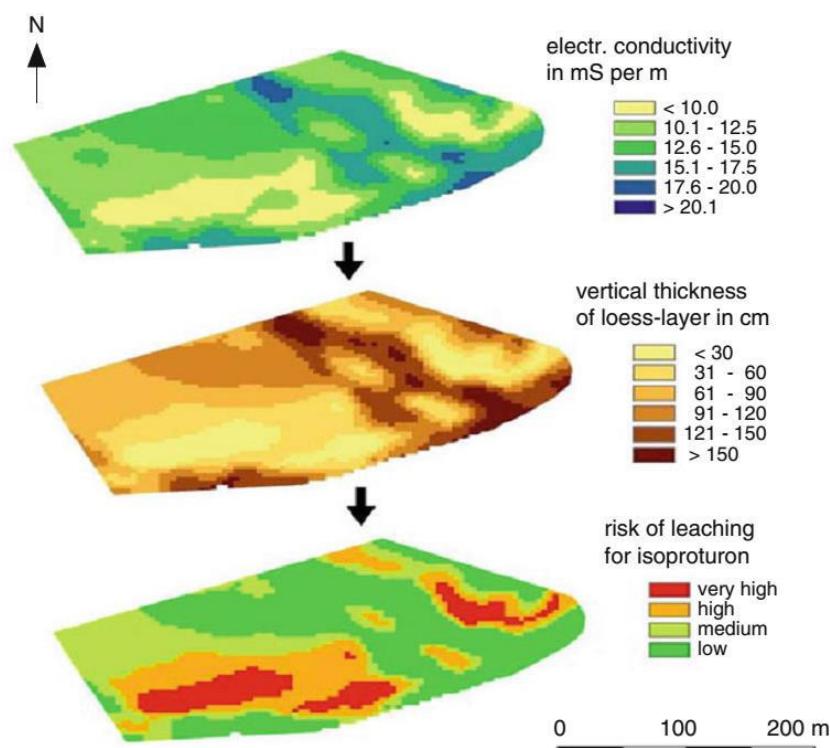 N
electr. conductivity
in mS per m
< 10.0
10.1 - 12.5
12.6 - 15.0
15.1 - 17.5
17.6 - 20.0
> 20.1
vertical thickness
of loess-layer in cm
< 30
31 - 60
61 - 90
91 - 120
121 - 150
> 150
risk of leaching
for isoproturon
very high
high
medium
low
0 100 200 m